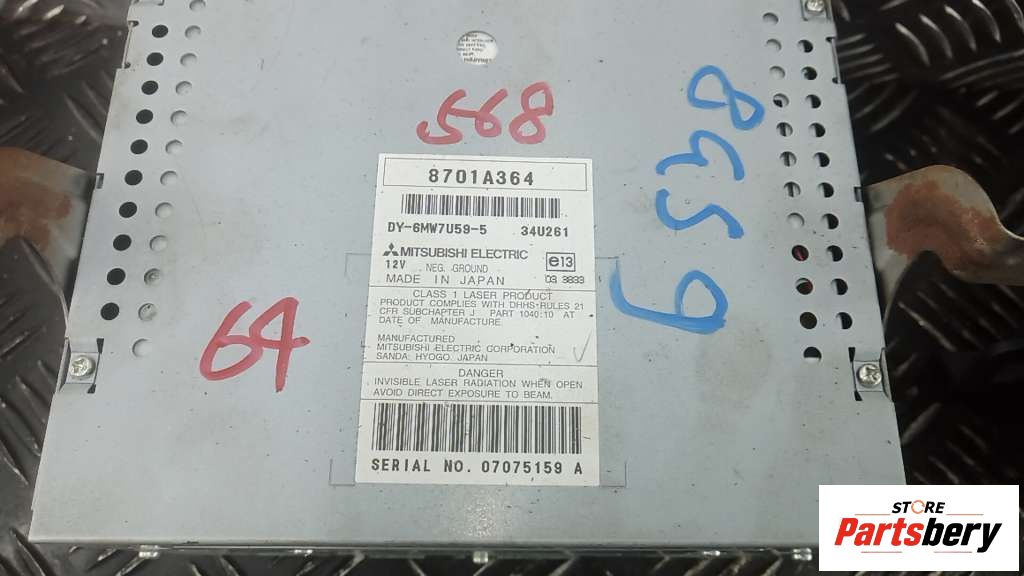 568
8701A364
DY-6MW7U59-5 34U261
MITSUBISHI ELECTRIC
12V NEG. GROUND e13
MADE IN JAPAN 03 3833
CLASS 1 LASER PRODUCT
PRODUCT COMPLIES WITH DHHS-RULES 21
CFR SUBCHAPTER J PART 1040:10 AT
DATE OF MANUFACTURE
MANUFACTURED
MITSUBISHI ELECTRIC CORPORATION
SANDA; HYOGO, JAPAN
DANGER
INVISIBLE LASER RADIATION WHEN OPEN
AVOID DIRECT EXPOSURE TO BEAM.
SERIAL NO. 07075159 A
64
STORE
Partsbery